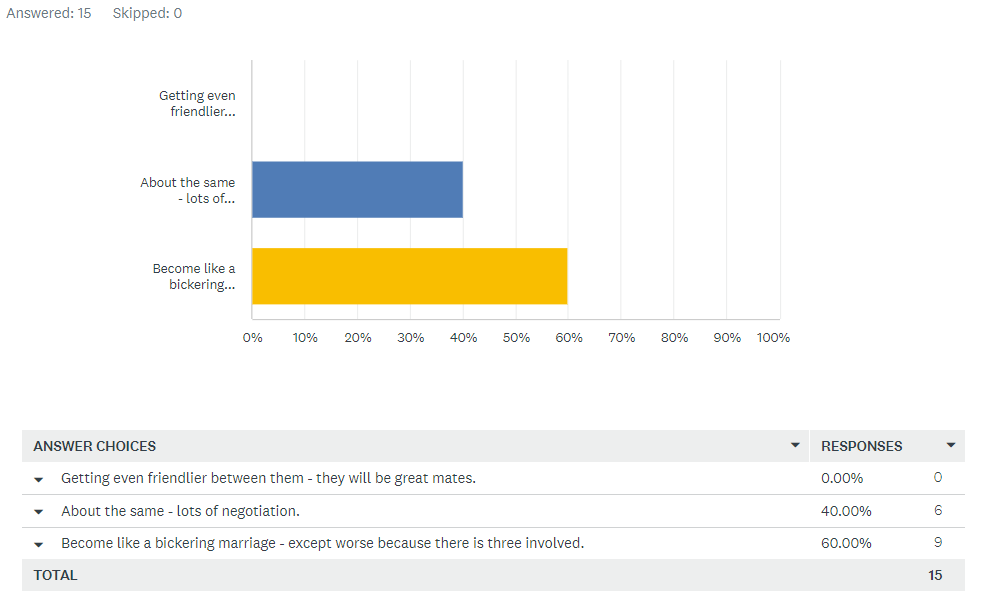 Answered: 15 Skipped: 0
Getting even
friendlier...
About the same
- lots of...
Become like a
bickering...
0% 10% 20% 30% 40% 50% 60% 70% 80% 90% 100%
ANSWER CHOICES RESPONSES
Getting even friendlier between them - they will be great mates. 0.00% 0
About the same - lots of negotiation. 40.00% 6
Become like a bickering marriage - except worse because there is three involved. 60.00% 9
TOTAL 15